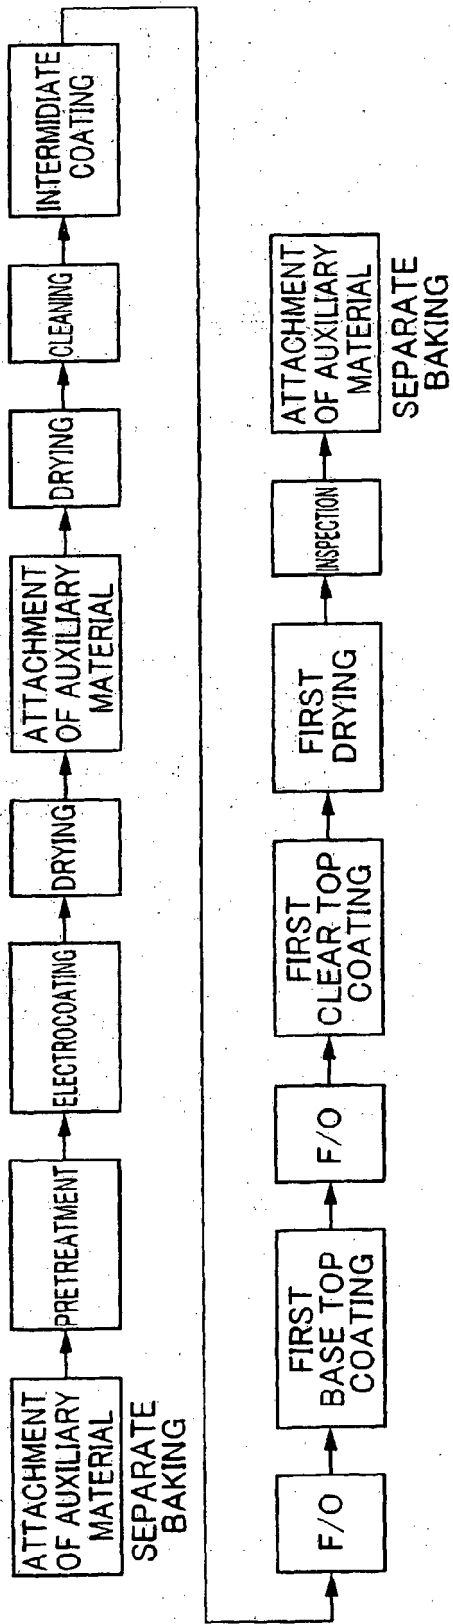 ATTACHMENT
OF AUXILIARY
MATERIAL
SEPARATE
BAKING
PRETREATMENT
ELECTROCOATING
DRYING
ATTACHMENT
OF AUXILIARY
MATERIAL
DRYING
CLEANING
INTERMIDIATE
COATING
F/O
FIRST
BASE TOP
COATING
F/O
FIRST
CLEAR TOP
COATING
FIRST
DRYING
INSPECTION
ATTACHMENT
OF AUXILIARY
MATERIAL
SEPARATE
BAKING